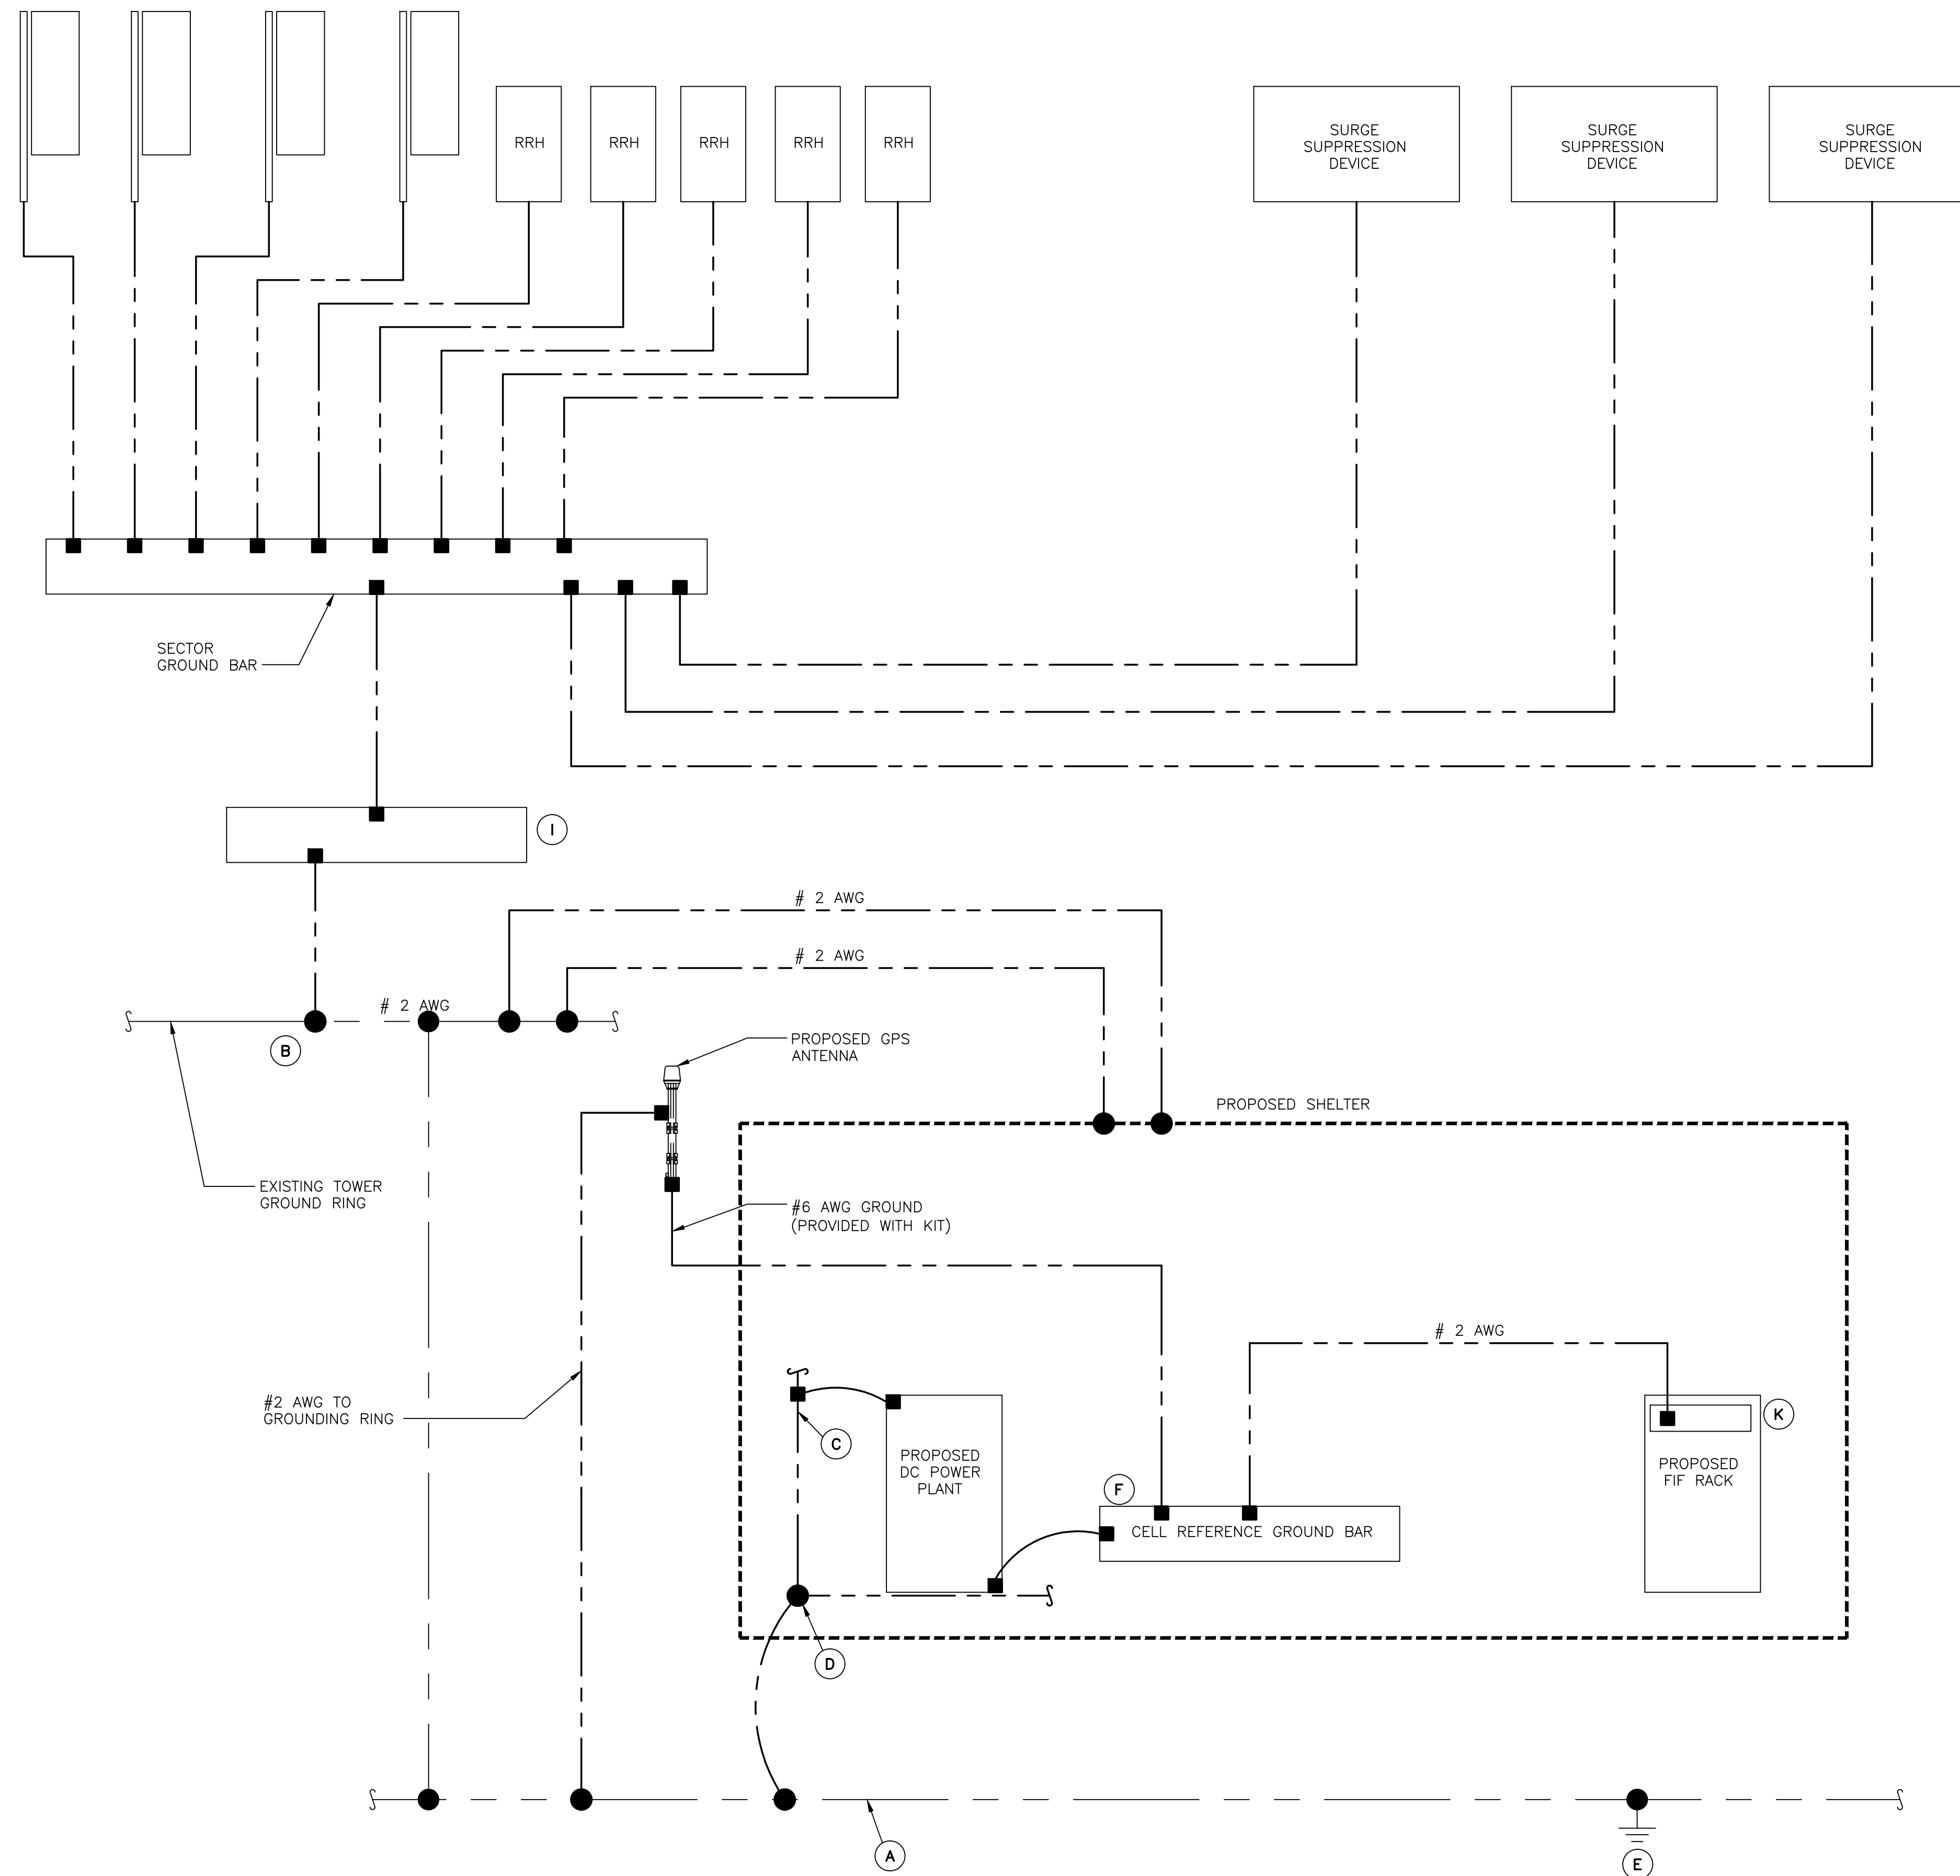 RRH
RRH
RRH
RRH
RRH
SURGE
SUPPRESSION
DEVICE
SURGE
SUPPRESSION
DEVICE
SURGE
SUPPRESSION
DEVICE
SECTOR
GROUND BAR
I
# 2 AWG
# 2 AWG
# 2 AWG
B
PROPOSED GPS
ANTENNA
PROPOSED SHELTER
EXISTING TOWER
GROUND RING
#6 AWG GROUND
(PROVIDED WITH KIT)
# 2 AWG
#2 AWG TO
GROUNDING RING
C
PROPOSED
DC POWER
PLANT
F
CELL REFERENCE GROUND BAR
K
PROPOSED
FIF RACK
D
A
E